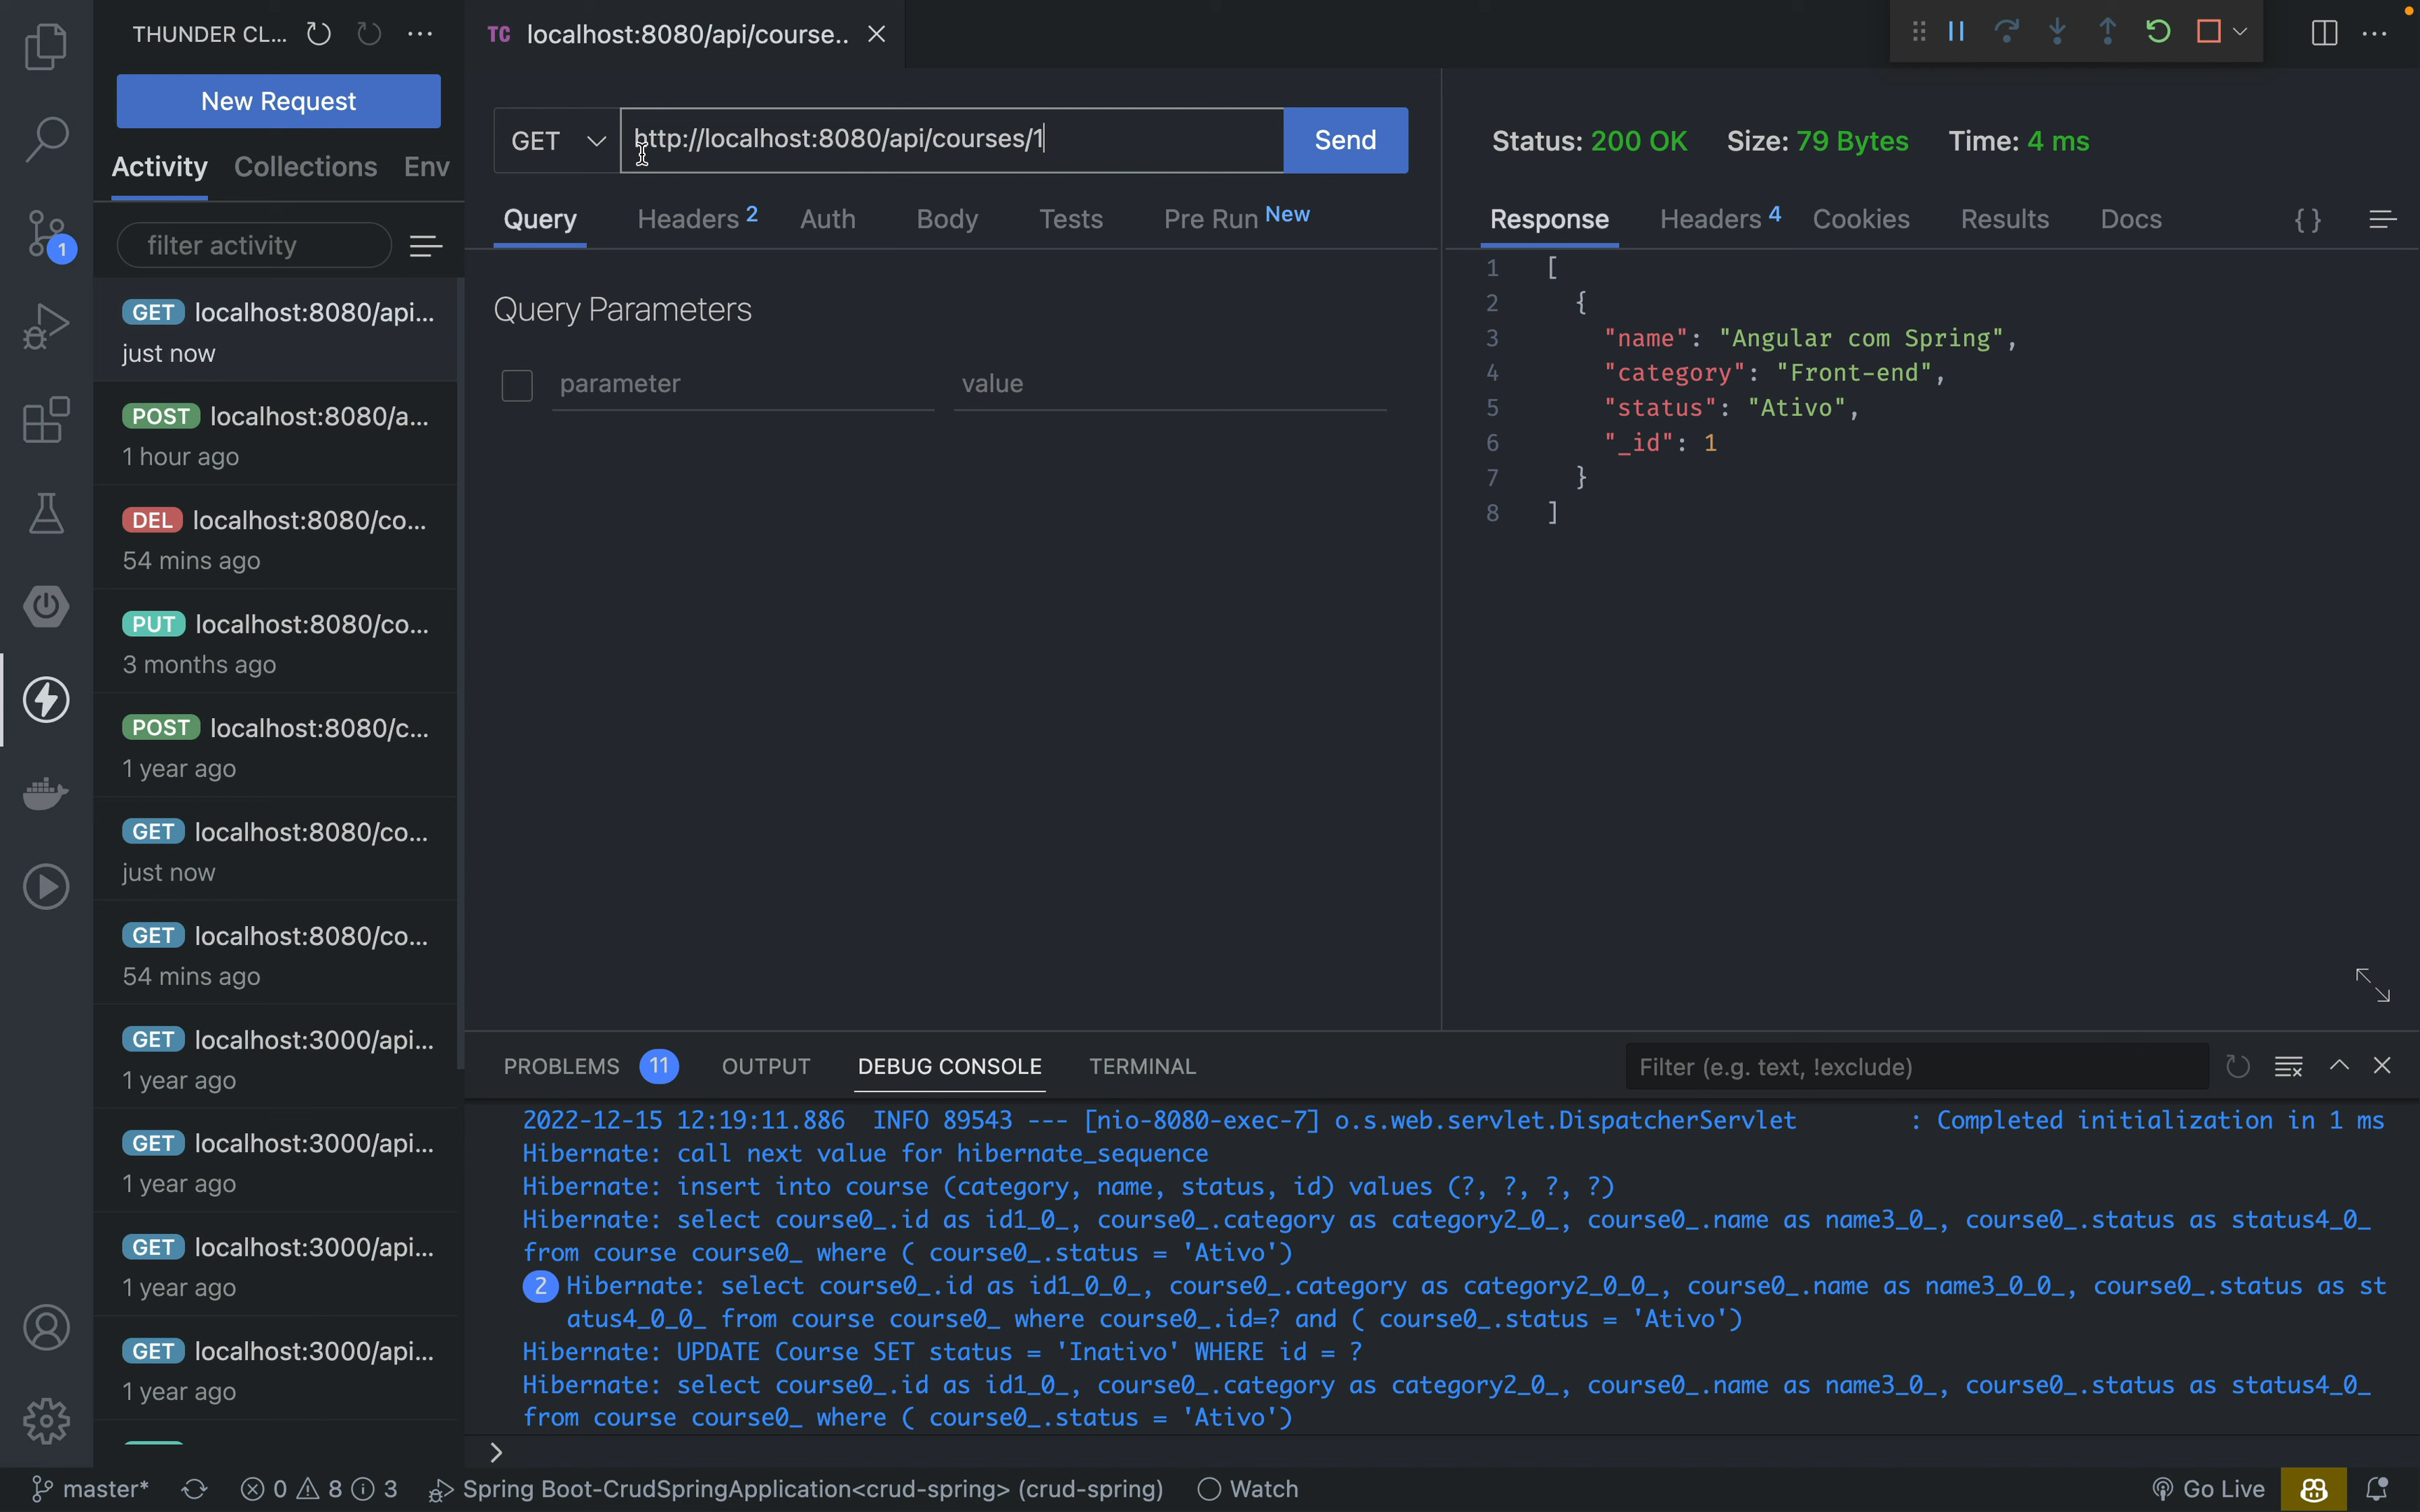 THUNDER CL...
New Request
Activity Collections Env
filter activity
GET localhost:8080/api...
just now
POST localhost:8080/a...
1 hour ago
DEL localhost:8080/co...
54 mins ago
PUT localhost:8080/co...
3 months ago
POST localhost:8080/c...
1 year ago
GET localhost:8080/co...
just now
GET localhost:8080/co...
54 mins ago
GET localhost:3000/api...
1 year ago
GET localhost:3000/api...
1 year ago
GET localhost:3000/api...
1 year ago
GET localhost:3000/api...
1 year ago
1
TC localhost:8080/api/course..
GET http://localhost:8080/api/courses/1 Send
Query Headers 2 Auth Body Tests Pre Run New
Query Parameters
parameter value
Status: 200 OK Size: 79 Bytes Time: 4 ms
Response Headers 4 Cookies Results Docs { }
1 [
2 {
3 "name": "Angular com Spring",
4 "category": "Front-end",
5 "status": "Ativo",
6 "_id": 1
7 }
8 ]
PROBLEMS 11 OUTPUT DEBUG CONSOLE TERMINAL Filter (e.g. text, !exclude)
2022-12-15 12:19:11.886 INFO 89543 --- [nio-8080-exec-7] o.s.web.servlet.DispatcherServlet : Completed initialization in 1 ms
Hibernate: call next value for hibernate_sequence
Hibernate: insert into course (category, name, status, id) values (?, ?, ?, ?)
Hibernate: select course0_.id as id1_0_, course0_.category as category2_0_, course0_.name as name3_0_, course0_.status as status4_0_
from course course0_ where ( course0_.status = 'Ativo')
2 Hibernate: select course0_.id as id1_0_0_, course0_.category as category2_0_0_, course0_.name as name3_0_0_, course0_.status as st
atus4_0_0_ from course course0_ where course0_.id=? and ( course0_.status = 'Ativo')
Hibernate: UPDATE Course SET status = 'Inativo' WHERE id = ?
Hibernate: select course0_.id as id1_0_, course0_.category as category2_0_, course0_.name as name3_0_, course0_.status as status4_0_
from course course0_ where ( course0_.status = 'Ativo')
master* 0 8 3 Spring Boot-CrudSpringApplication<crud-spring> (crud-spring) Watch Go Live